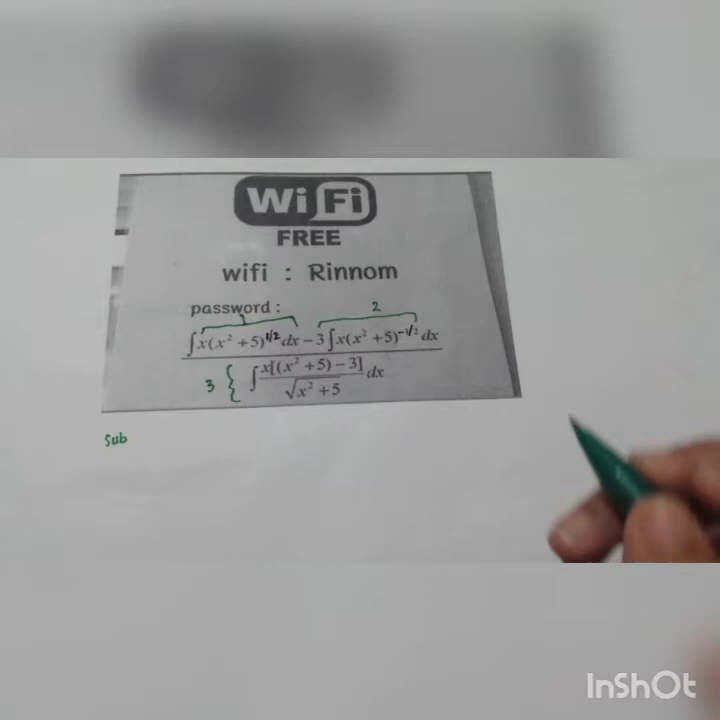 WiFi
FREE
wifi : Rinnom
password :
1 2
∫x(x² +5)^1/2 dx – 3∫x(x² +5)^-1/2 dx
3 { ∫ x[(x² +5) – 3] / √x² +5 dx
Sub
InShOt